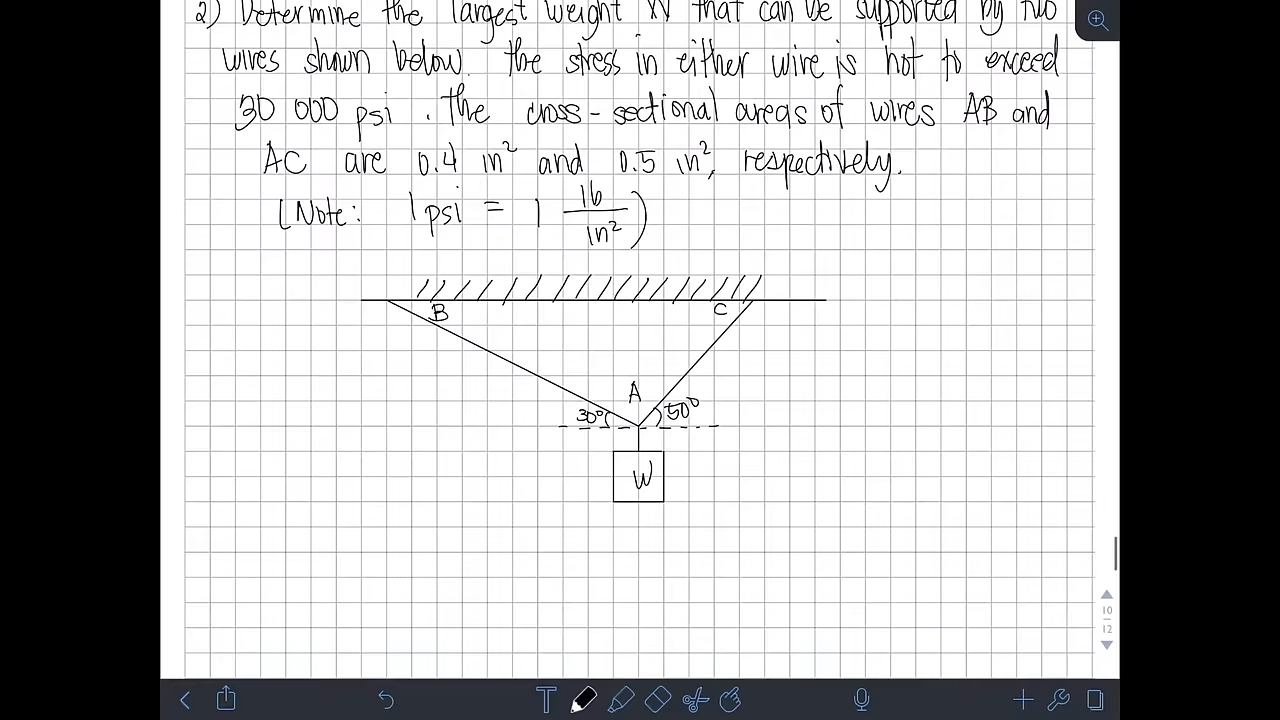 2) Determine the largest weight W that can be supported by two
wires shown below. the stress in either wire is not to exceed
30 000 psi. The cross-sectional areas of wires AB and
AC are 0.4 in² and 0.5 in², respectively.
(Note: 1 psi = 1 lb/in²)
B C
A
30° 50°
W
10
12
T